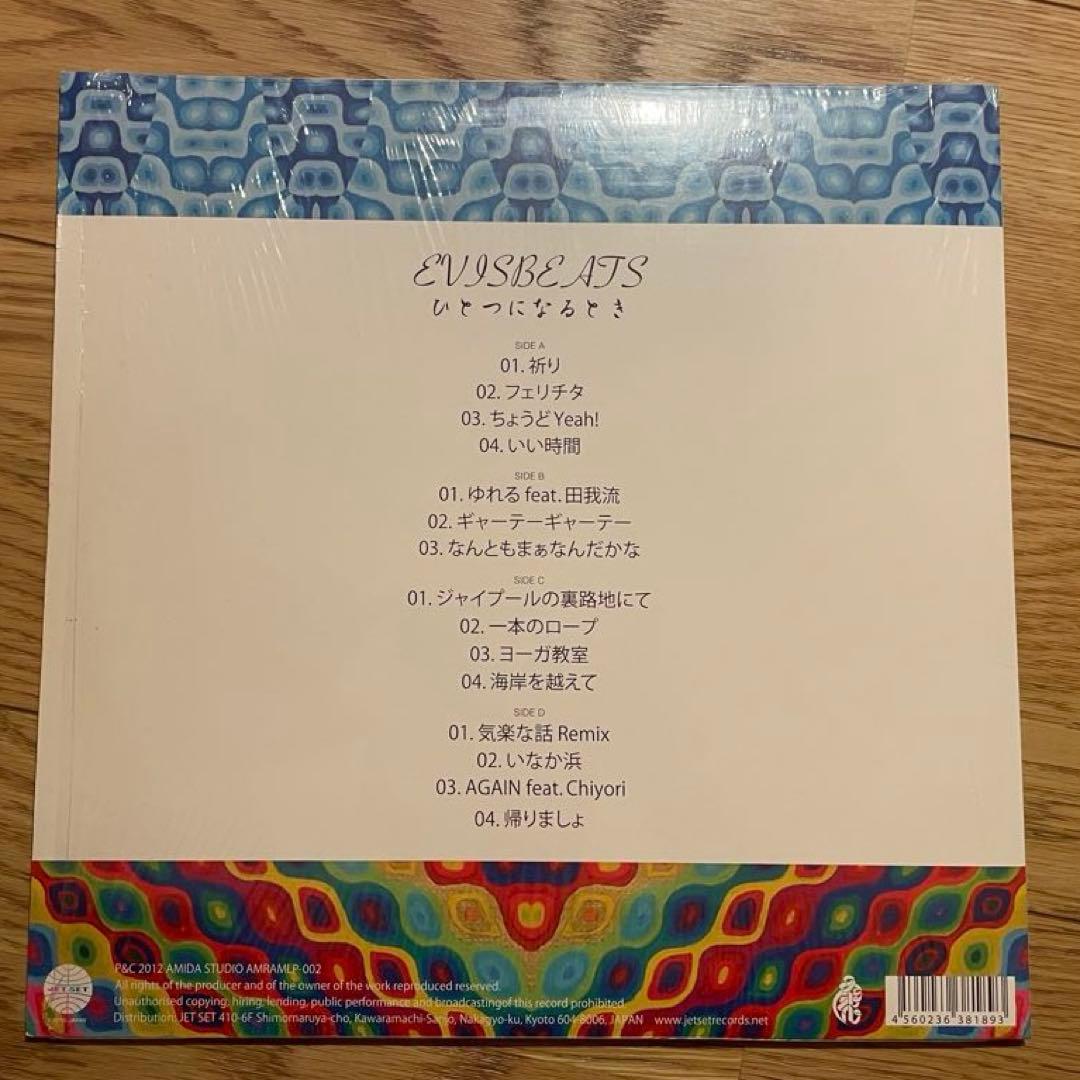 EVISBEATS
ひとつになるとき
SIDE A
01. 祈り
02. フェリチタ
03. ちょうど Yeah!
04. いい時間
SIDE B
01. ゆれる feat. 田我流
02. ギャーテーギャーテー
03. なんともまぁなんだかな
SIDE C
01. ジャイプールの裏路地にて
02. 一本のロープ
03. ヨーガ教室
04. 海岸を越えて
SIDE D
01. 気楽な話 Remix
02. いなか浜
03. AGAIN feat. Chiyori
04. 帰りましょ
JET SET
P&C 2012 AMIDA STUDIO AMRAMLP-002
All rights of the producer and of the owner of the work reproduced reserved.
Unauthorised copying, hiring, lending, public performance and broadcastingof this record prohibited.
Distribution: JET SET 410-6F Shimomaruya-cho, Kawaramachi-Sanjo, Nakagyo-ku, Kyoto 604-8006, JAPAN www.jetsetrecords.net
4 560236 381893